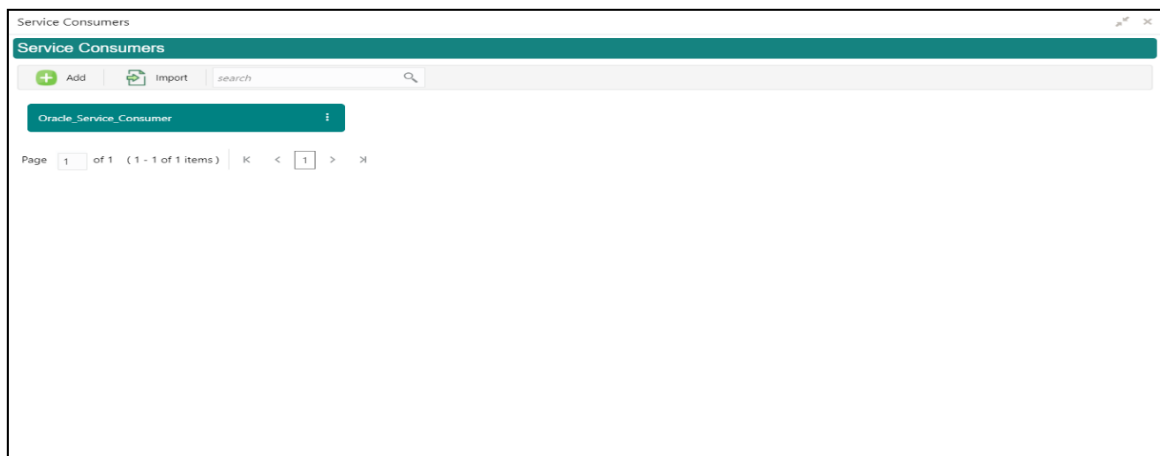 Service Consumers
Service Consumers
Add Import search
Oracle_Service_Consumer
Page 1 of 1 ( 1 - 1 of 1 items ) 1